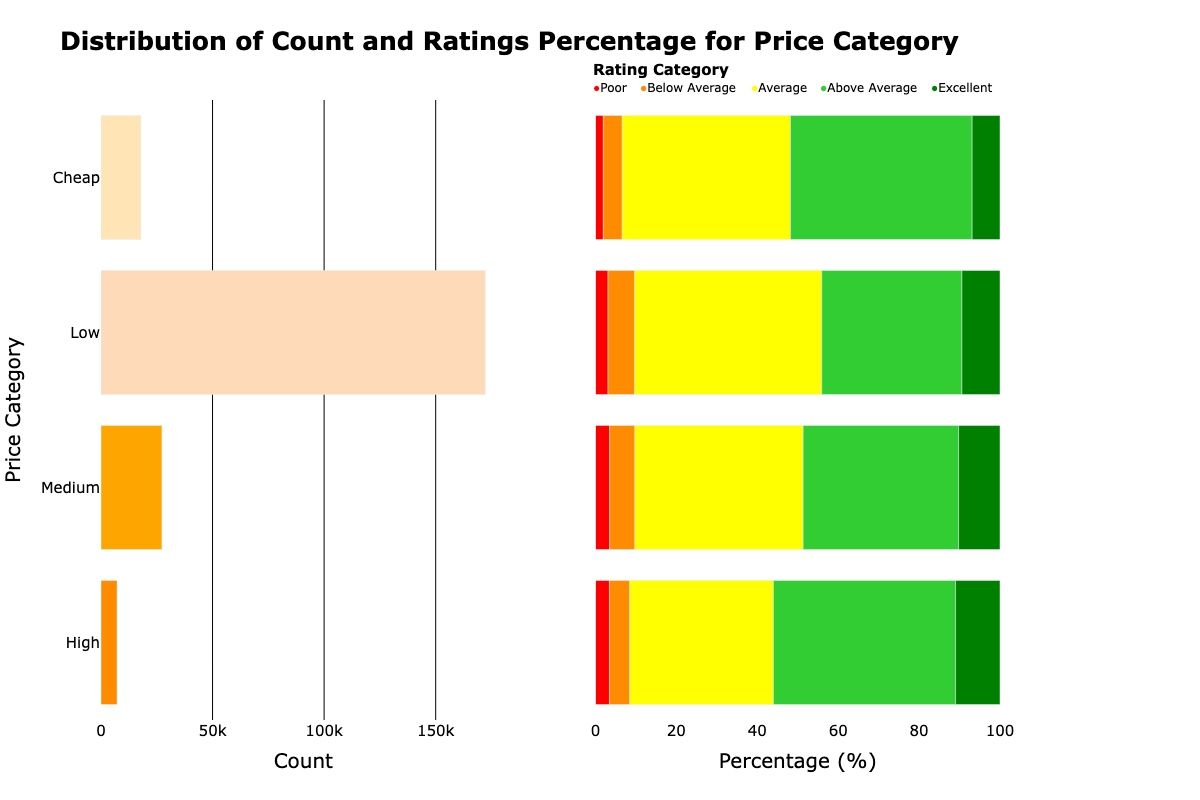 Distribution of Count and Ratings Percentage for Price Category
Rating Category
Poor Below Average Average Above Average Excellent
Price Category
Cheap
Low
Medium
High
0 50k 100k 150k
Count
0 20 40 60 80 100
Percentage (%)